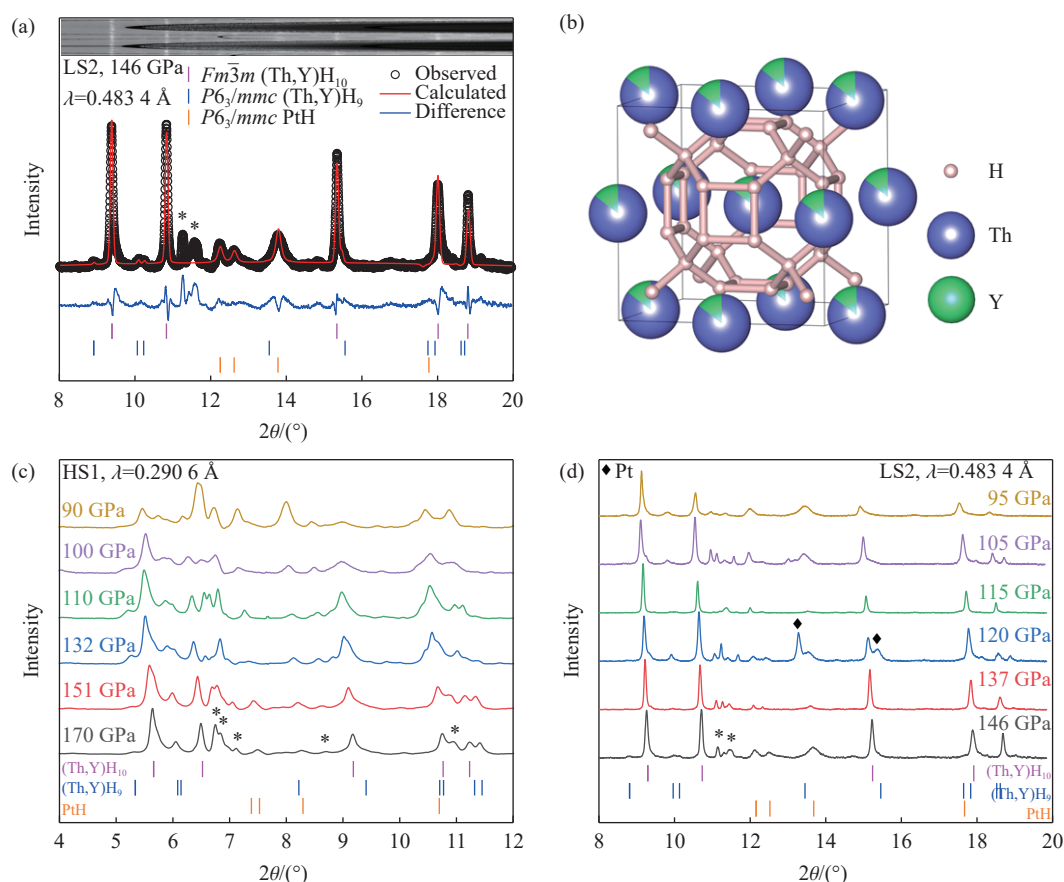 (a)
LS2, 146 GPa
λ=0.483 4 Å
Fm3̅m (Th,Y)H₁₀
P6₃/mmc (Th,Y)H₉
P6₃/mmc PtH
Observed
Calculated
Difference
* *
Intensity
8 10 12 14 16 18 20
2θ/(°)
(b)
H
Th
Y
(c)
HS1, λ=0.290 6 Å
90 GPa
100 GPa
110 GPa
132 GPa
151 GPa
170 GPa
* * * * *
(Th,Y)H₁₀
(Th,Y)H₉
PtH
Intensity
4 5 6 7 8 9 10 11 12
2θ/(°)
(d)
♦ Pt
LS2, λ=0.483 4 Å
95 GPa
105 GPa
115 GPa
120 GPa
♦ ♦
137 GPa
146 GPa
* *
(Th,Y)H₁₀
(Th,Y)H₉
PtH
Intensity
8 10 12 14 16 18 20
2θ/(°)